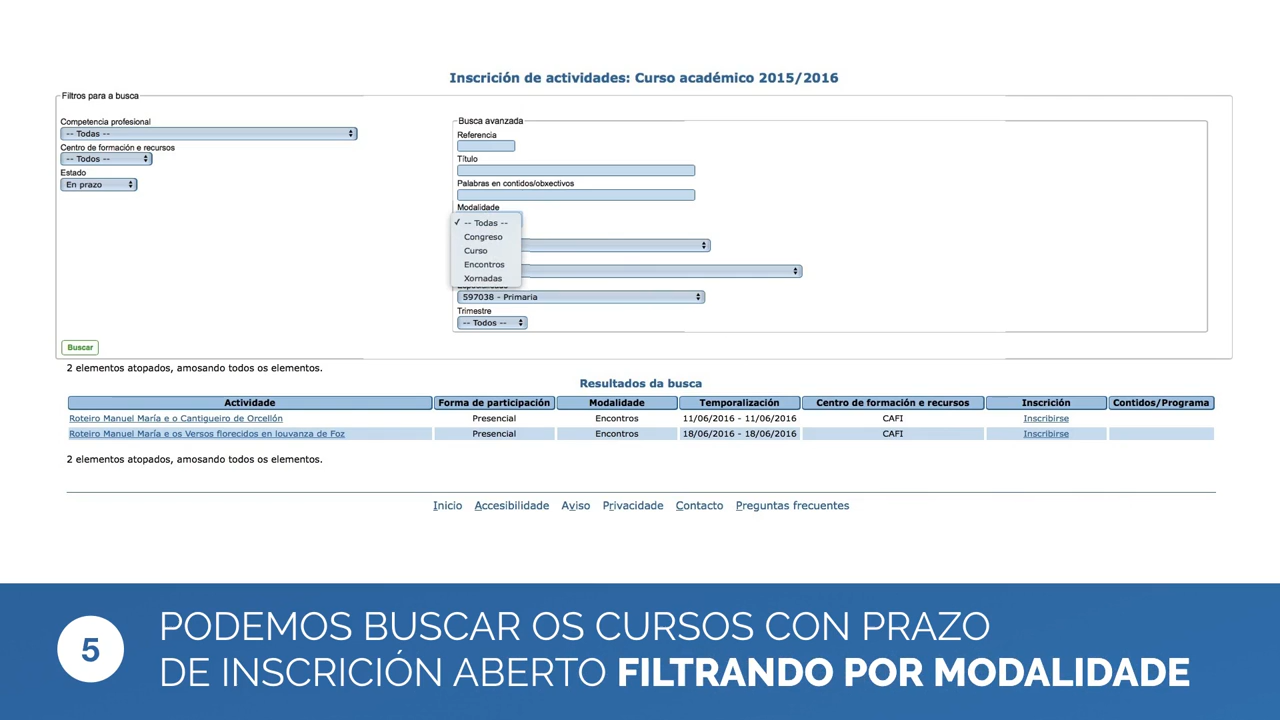 Inscrición de actividades: Curso académico 2015/2016
Filtros para a busca
Competencia profesional
-- Todas --
Centro de formación e recursos
-- Todos --
Estado
En prazo
Busca avanzada
Referencia
Título
Palabras en contidos/obxectivos
Modalidade
✓ -- Todas --
Congreso
Curso
Encontros
Xornadas
597038 - Primaria
Trimestre
-- Todos --
Buscar
2 elementos atopados, amosando todos os elementos.
Resultados da busca
Actividade Forma de participación Modalidade Temporalización Centro de formación e recursos Inscrición Contidos/Programa
Roteiro Manuel María e o Cantigueiro de Orcellón Presencial Encontros 11/06/2016 - 11/06/2016 CAFI Inscribirse
Roteiro Manuel María e os Versos florecidos en louvanza de Foz Presencial Encontros 18/06/2016 - 18/06/2016 CAFI Inscribirse
2 elementos atopados, amosando todos os elementos.
Inicio Accesibilidade Aviso Privacidade Contacto Preguntas frecuentes
5
PODEMOS BUSCAR OS CURSOS CON PRAZO
DE INSCRICIÓN ABERTO FILTRANDO POR MODALIDADE